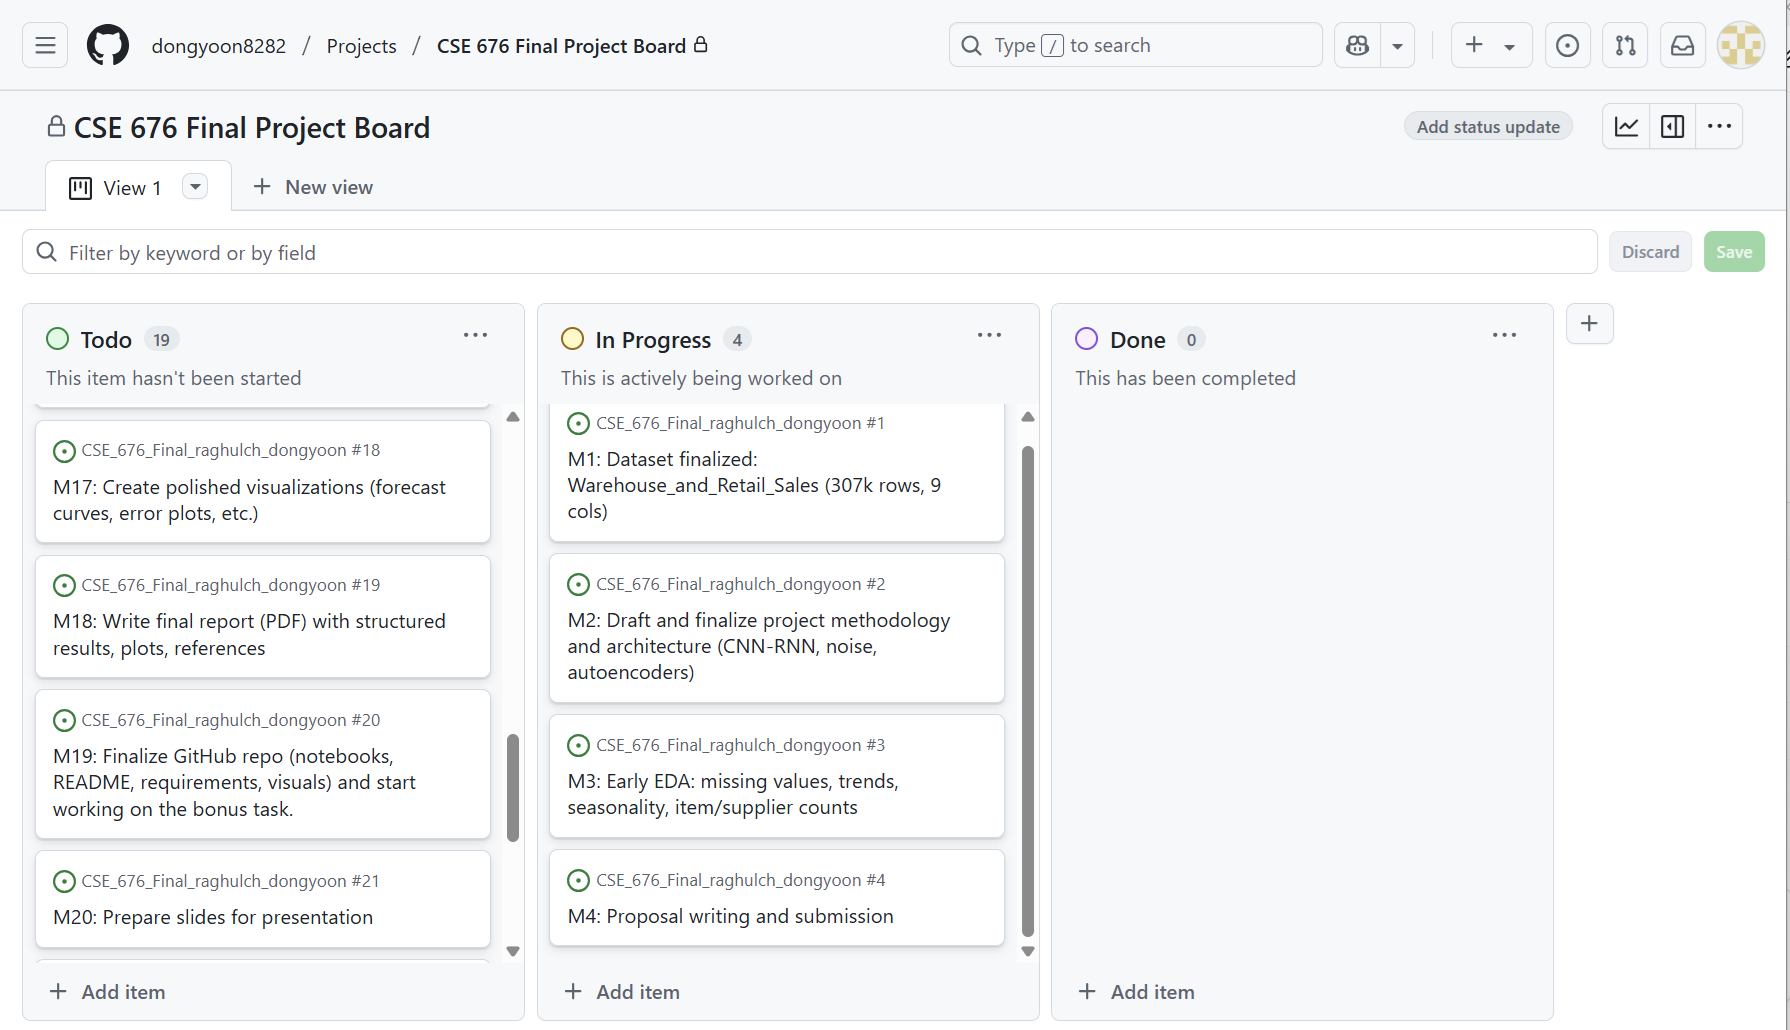 dongyoon8282 / Projects / CSE 676 Final Project Board
Type / to search
CSE 676 Final Project Board
Add status update
View 1
New view
Filter by keyword or by field
Discard
Save
Todo 19
This item hasn't been started
CSE_676_Final_raghulch_dongyoon #18
M17: Create polished visualizations (forecast
curves, error plots, etc.)
CSE_676_Final_raghulch_dongyoon #19
M18: Write final report (PDF) with structured
results, plots, references
CSE_676_Final_raghulch_dongyoon #20
M19: Finalize GitHub repo (notebooks,
README, requirements, visuals) and start
working on the bonus task.
CSE_676_Final_raghulch_dongyoon #21
M20: Prepare slides for presentation
Add item
In Progress 4
This is actively being worked on
CSE_676_Final_raghulch_dongyoon #1
M1: Dataset finalized:
Warehouse_and_Retail_Sales (307k rows, 9
cols)
CSE_676_Final_raghulch_dongyoon #2
M2: Draft and finalize project methodology
and architecture (CNN-RNN, noise,
autoencoders)
CSE_676_Final_raghulch_dongyoon #3
M3: Early EDA: missing values, trends,
seasonality, item/supplier counts
CSE_676_Final_raghulch_dongyoon #4
M4: Proposal writing and submission
Add item
Done 0
This has been completed
Add item